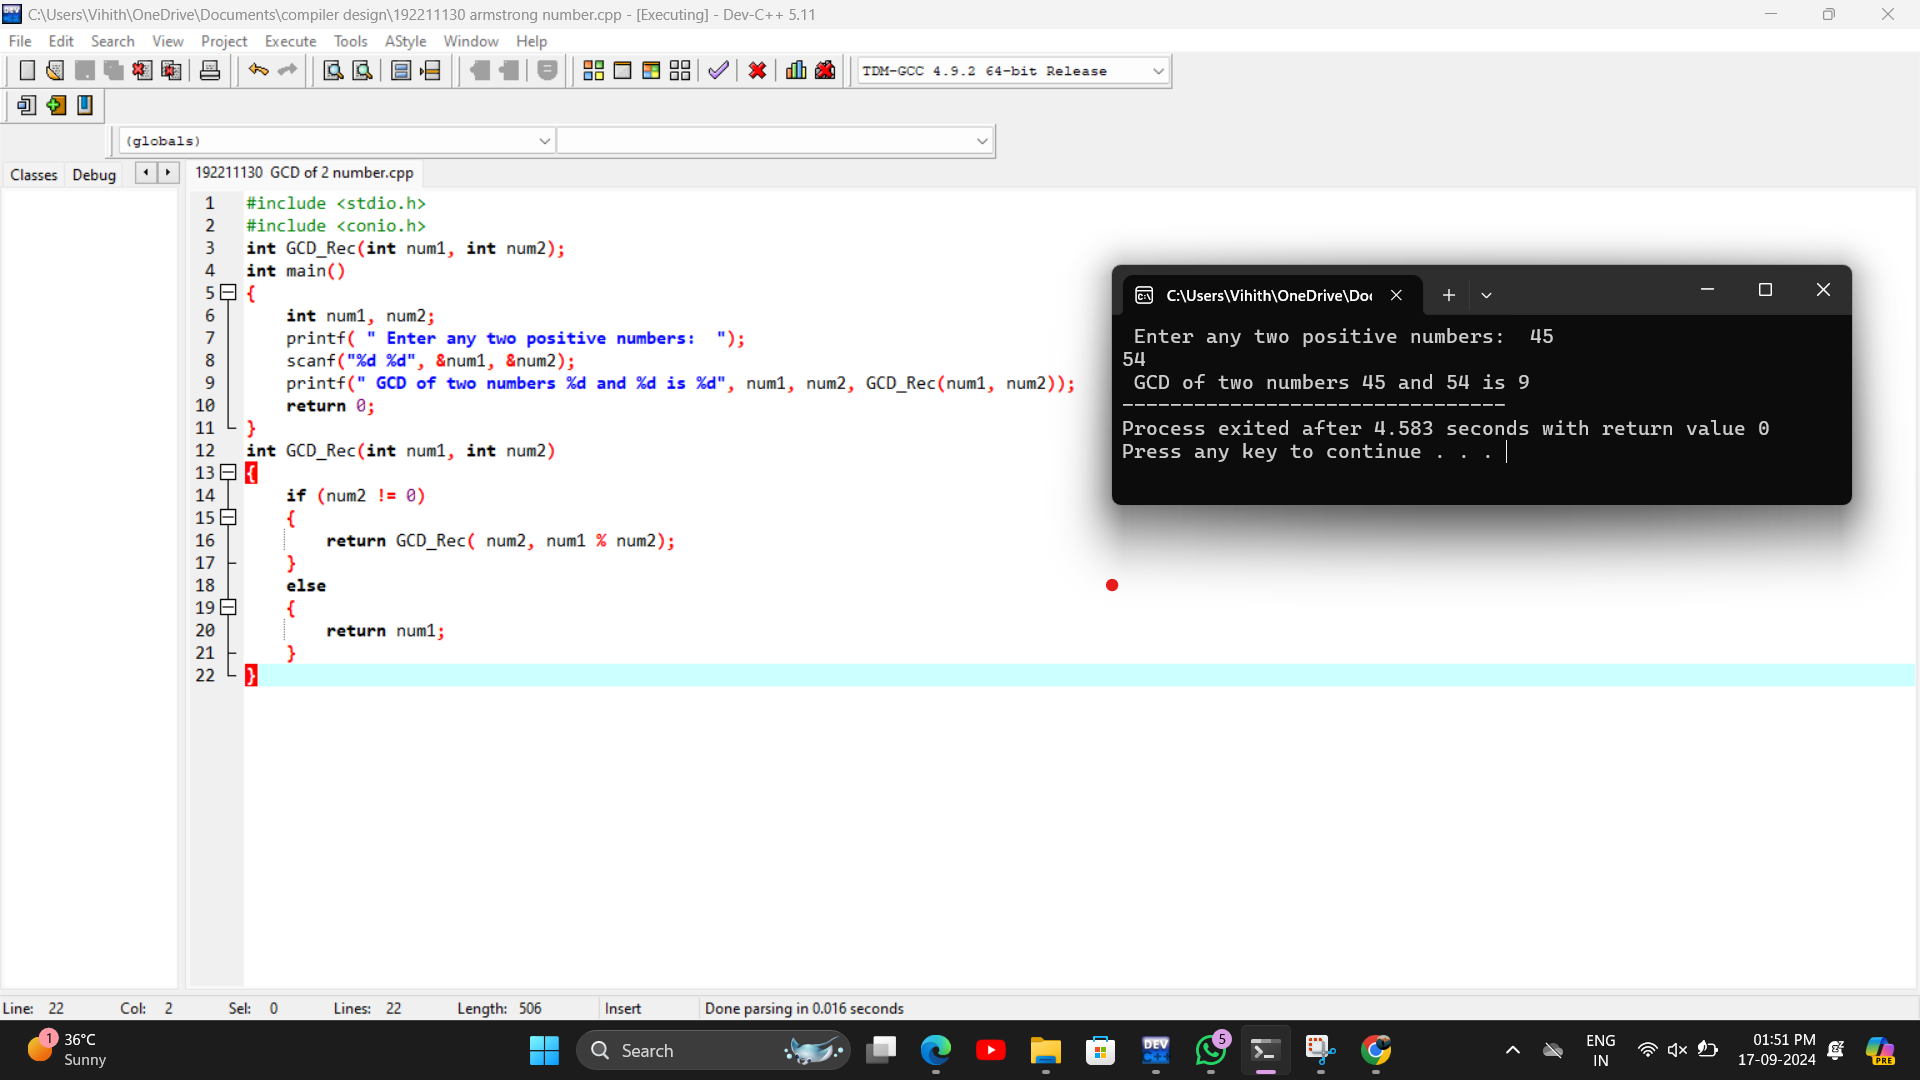 C:\Users\Vihith\OneDrive\Documents\compiler design\192211130 armstrong number.cpp - [Executing] - Dev-C++ 5.11
File Edit Search View Project Execute Tools AStyle Window Help
TDM-GCC 4.9.2 64-bit Release
(globals)
Classes Debug
192211130 GCD of 2 number.cpp
1 #include <stdio.h>
2 #include <conio.h>
3 int GCD_Rec(int num1, int num2);
4 int main()
5 {
6 int num1, num2;
7 printf( " Enter any two positive numbers:  ");
8 scanf("%d %d", &num1, &num2);
9 printf(" GCD of two numbers %d and %d is %d", num1, num2, GCD_Rec(num1, num2));
10 return 0;
11 }
12 int GCD_Rec(int num1, int num2)
13 {
14 if (num2 != 0)
15 {
16 return GCD_Rec( num2, num1 % num2);
17 }
18 else
19 {
20 return num1;
21 }
22 }
C:\Users\Vihith\OneDrive\Doc
Enter any two positive numbers:  45
54
GCD of two numbers 45 and 54 is 9
--------------------------------
Process exited after 4.583 seconds with return value 0
Press any key to continue . . .
Line: 22 Col: 2 Sel: 0 Lines: 22 Length: 506 Insert Done parsing in 0.016 seconds
1
36°C
Sunny
Search
DEV
5
ENG
IN
01:51 PM
17-09-2024
PRE